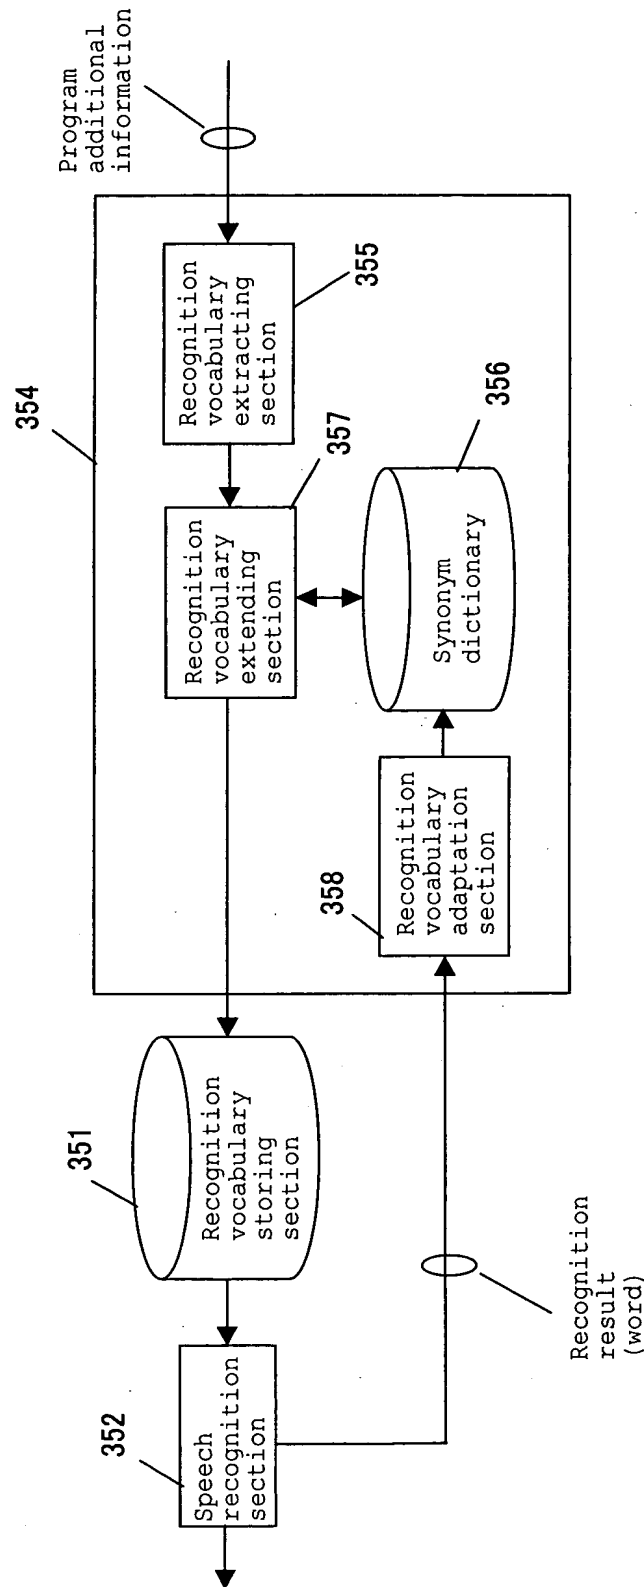 Program
additional
information
354
Recognition
vocabulary
extracting
section
355
Recognition
vocabulary
extending
section
357
Synonym
dictionary
356
Recognition
vocabulary
adaptation
section
358
Recognition
vocabulary
storing
section
351
Speech
recognition
section
352
Recognition
result
(word)